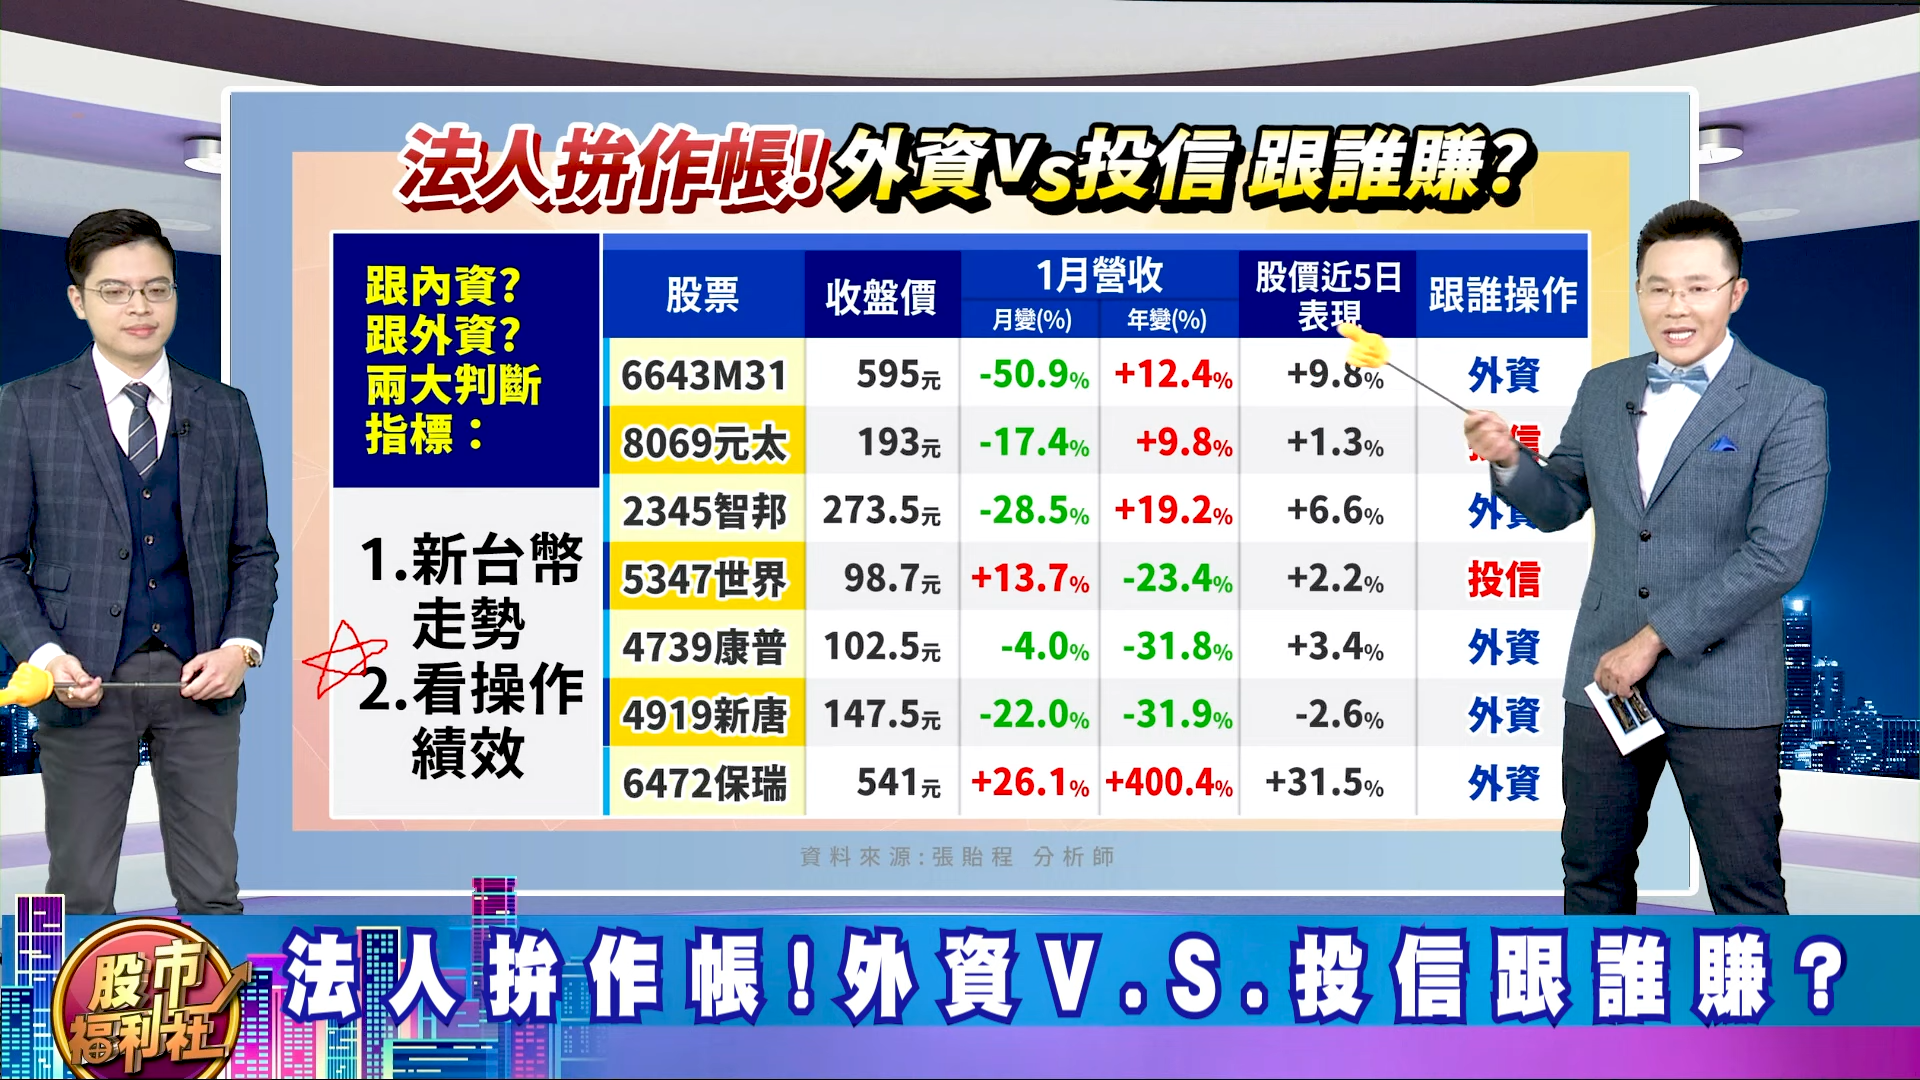 法人拚作帳!外資vs投信 跟誰賺?
跟內資?
跟外資?
兩大判斷
指標：
1.新台幣
走勢
2.看操作
績效
股票 收盤價 1月營收 月變(%) 年變(%) 股價近5日表現 跟誰操作
6643M31 595元 -50.9% +12.4% +9.8% 外資
8069元太 193元 -17.4% +9.8% +1.3% 投信
2345智邦 273.5元 -28.5% +19.2% +6.6% 外資
5347世界 98.7元 +13.7% -23.4% +2.2% 投信
4739康普 102.5元 -4.0% -31.8% +3.4% 外資
4919新唐 147.5元 -22.0% -31.9% -2.6% 外資
6472保瑞 541元 +26.1% +400.4% +31.5% 外資
資料來源:張貽程 分析師
股市
福利社
法人拚作帳!外資V.S.投信跟誰賺?